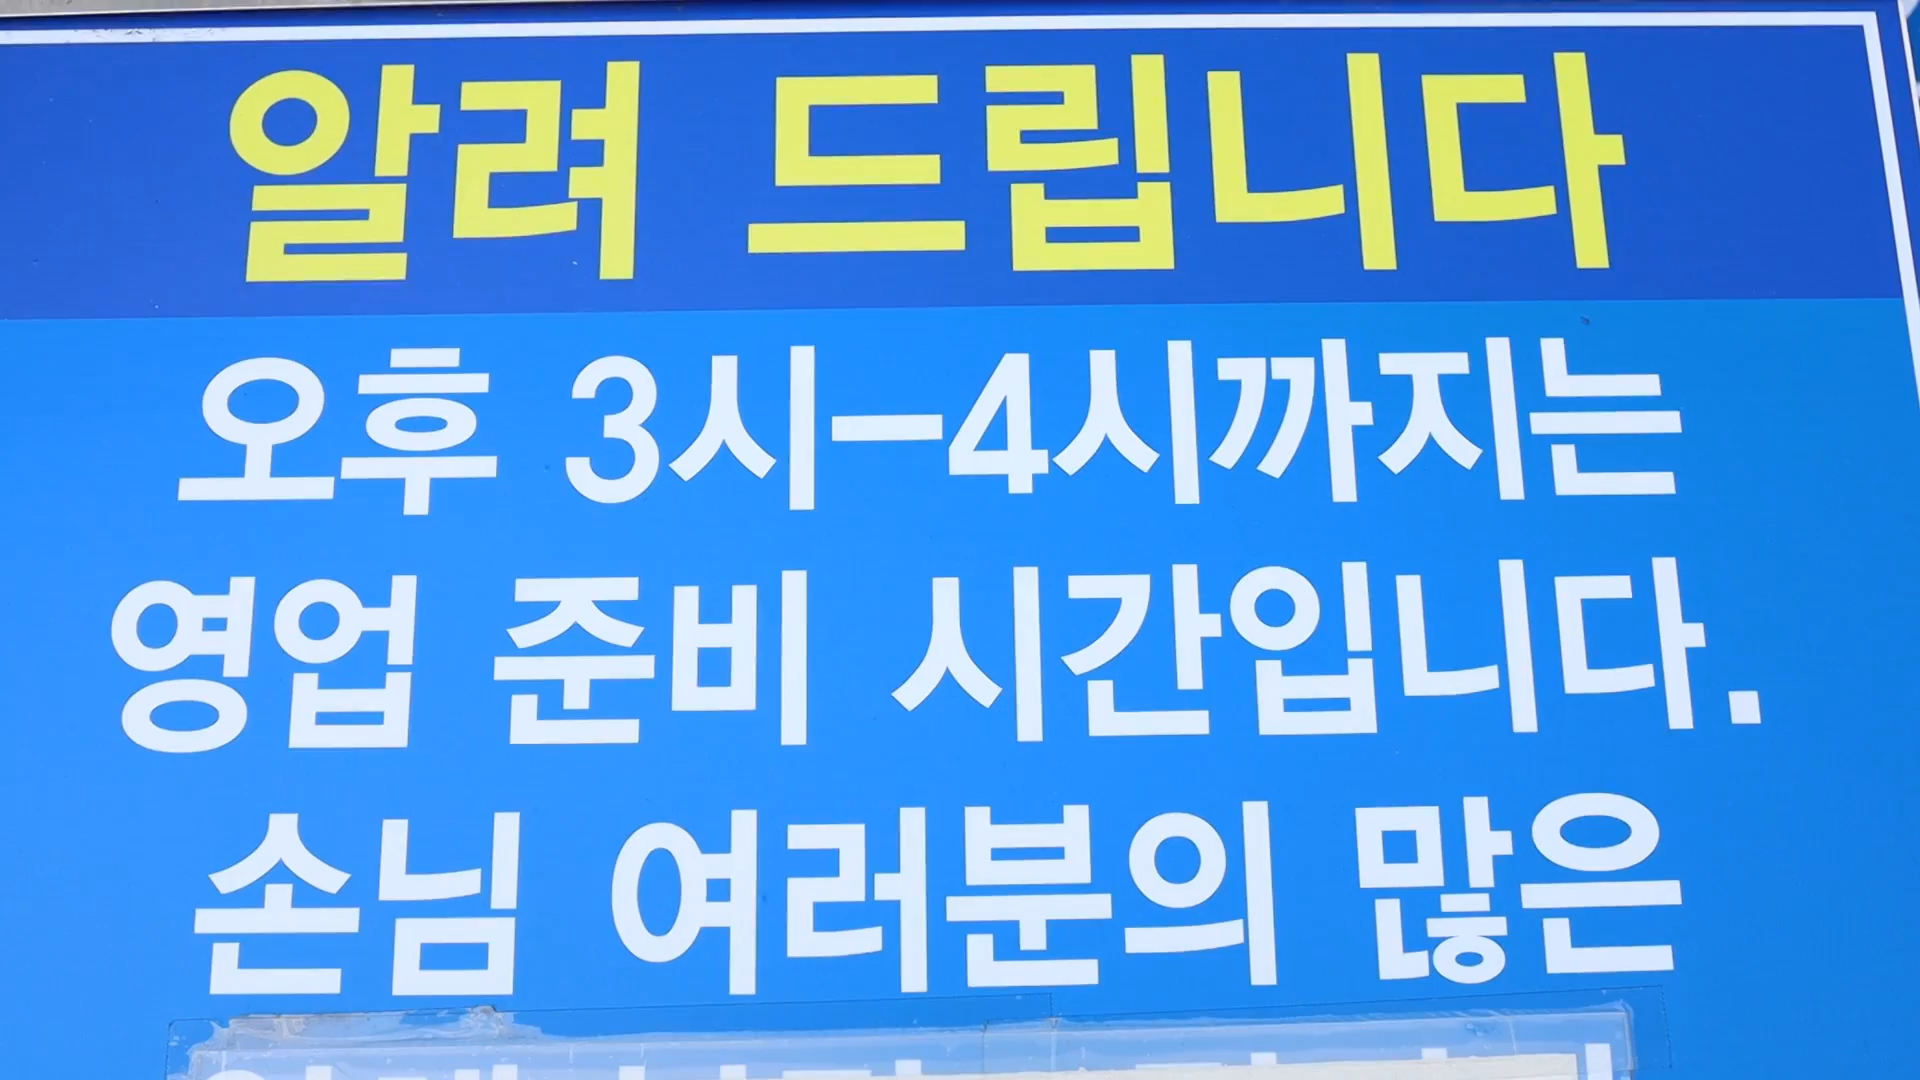 알려 드립니다
오후 3시-4시까지는
영업 준비 시간입니다.
손님 여러분의 많은